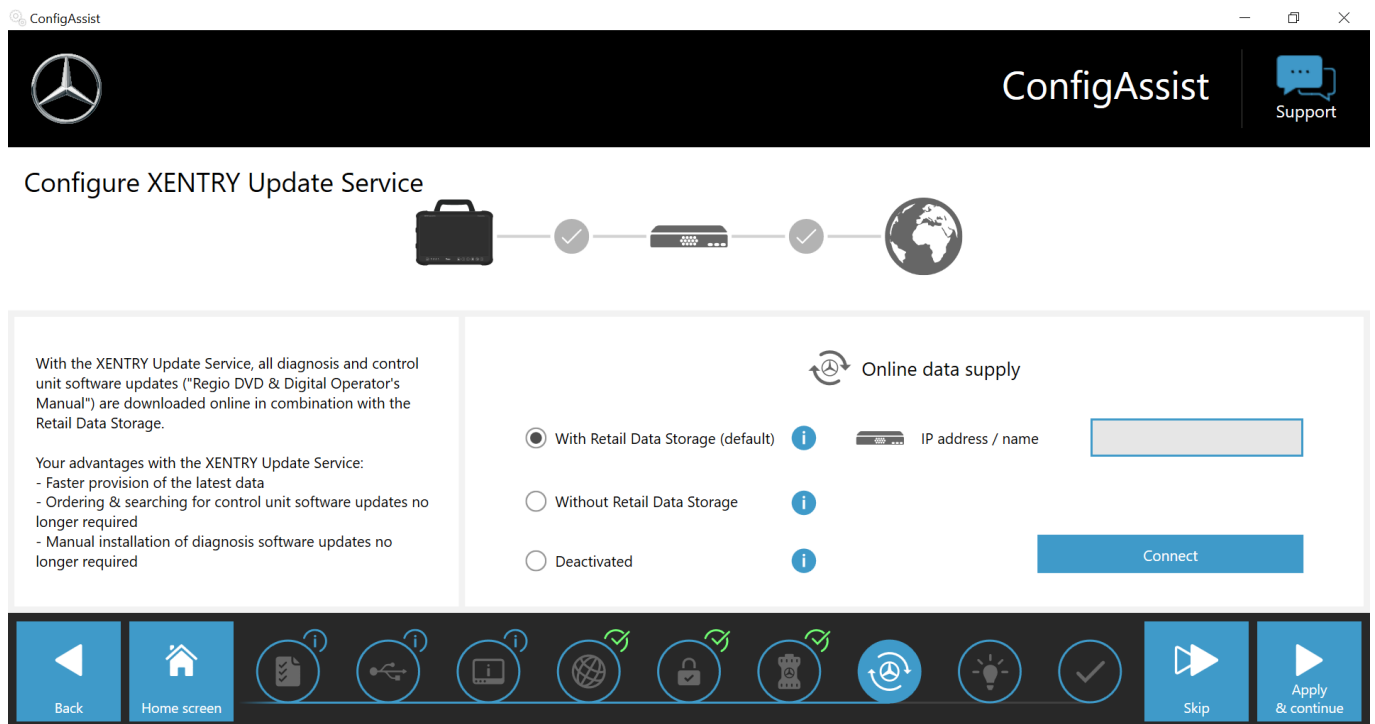 ConfigAssist
ConfigAssist
Support
Configure XENTRY Update Service
With the XENTRY Update Service, all diagnosis and control
unit software updates ("Regio DVD & Digital Operator's
Manual") are downloaded online in combination with the
Retail Data Storage.
Your advantages with the XENTRY Update Service:
- Faster provision of the latest data
- Ordering & searching for control unit software updates no
longer required
- Manual installation of diagnosis software updates no
longer required
Online data supply
With Retail Data Storage (default)
IP address / name
Without Retail Data Storage
Deactivated
Connect
Back
Home screen
Skip
Apply
& continue